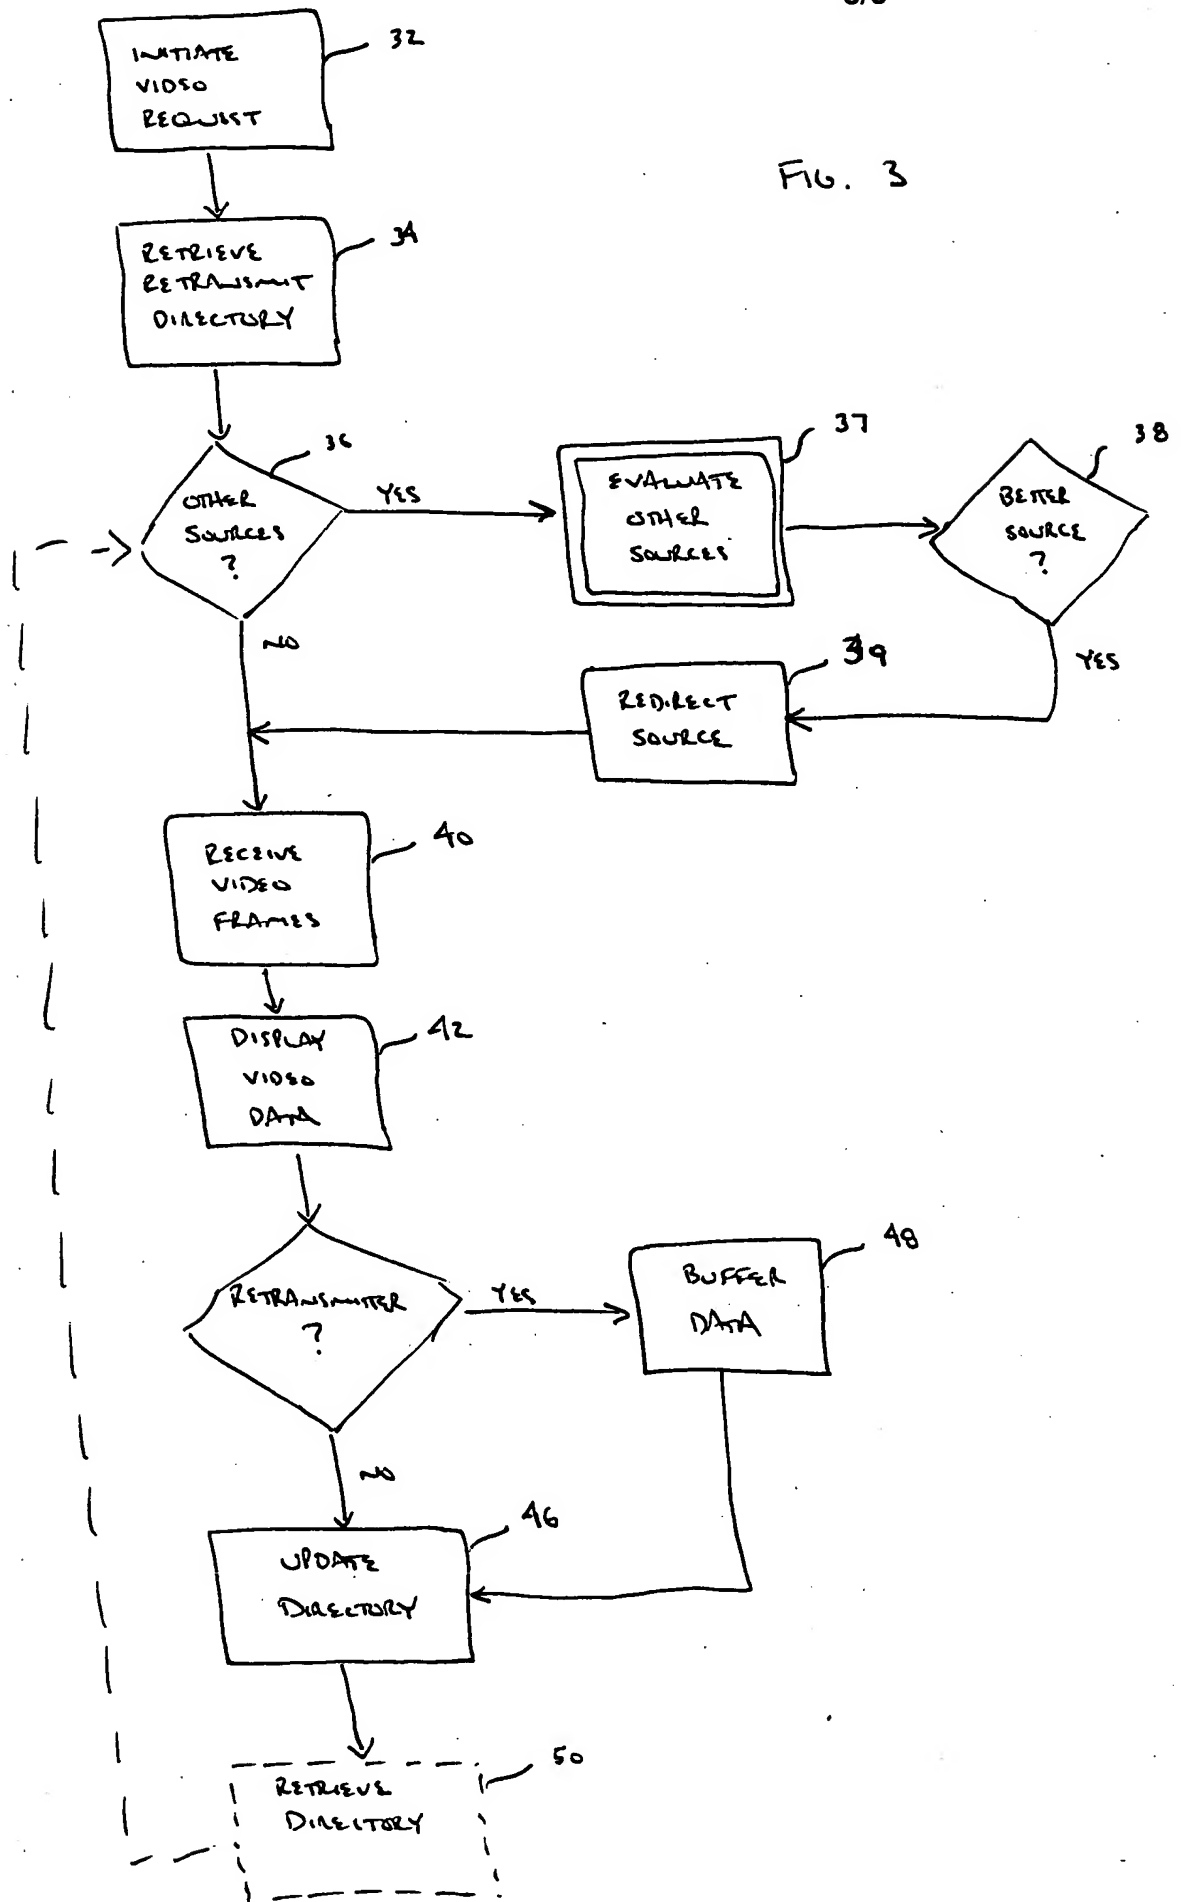 INITIATE
VIDEO
REQUEST
32
FIG. 3
RETRIEVE
RETRANSMIT
DIRECTORY
34
OTHER
SOURCES
?
36
YES
NO
EVALUATE
OTHER
SOURCES
37
BETTER
SOURCE
?
38
YES
REDIRECT
SOURCE
39
RECEIVE
VIDEO
FRAMES
40
DISPLAY
VIDEO
DATA
42
RETRANSMITTER
?
YES
NO
BUFFER
DATA
48
UPDATE
DIRECTORY
46
RETRIEVE
DIRECTORY
50